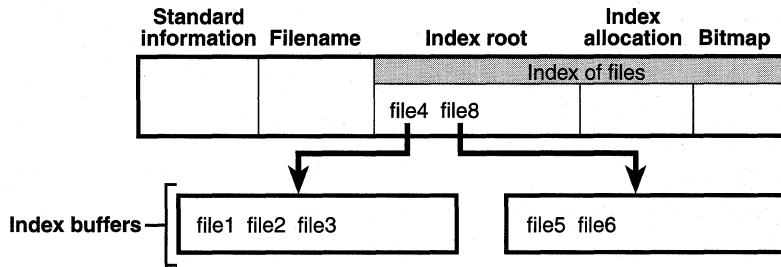 Standard information Filename Index root Index allocation Bitmap
Index of files
file4 file8
Index buffers
file1 file2 file3
file5 file6